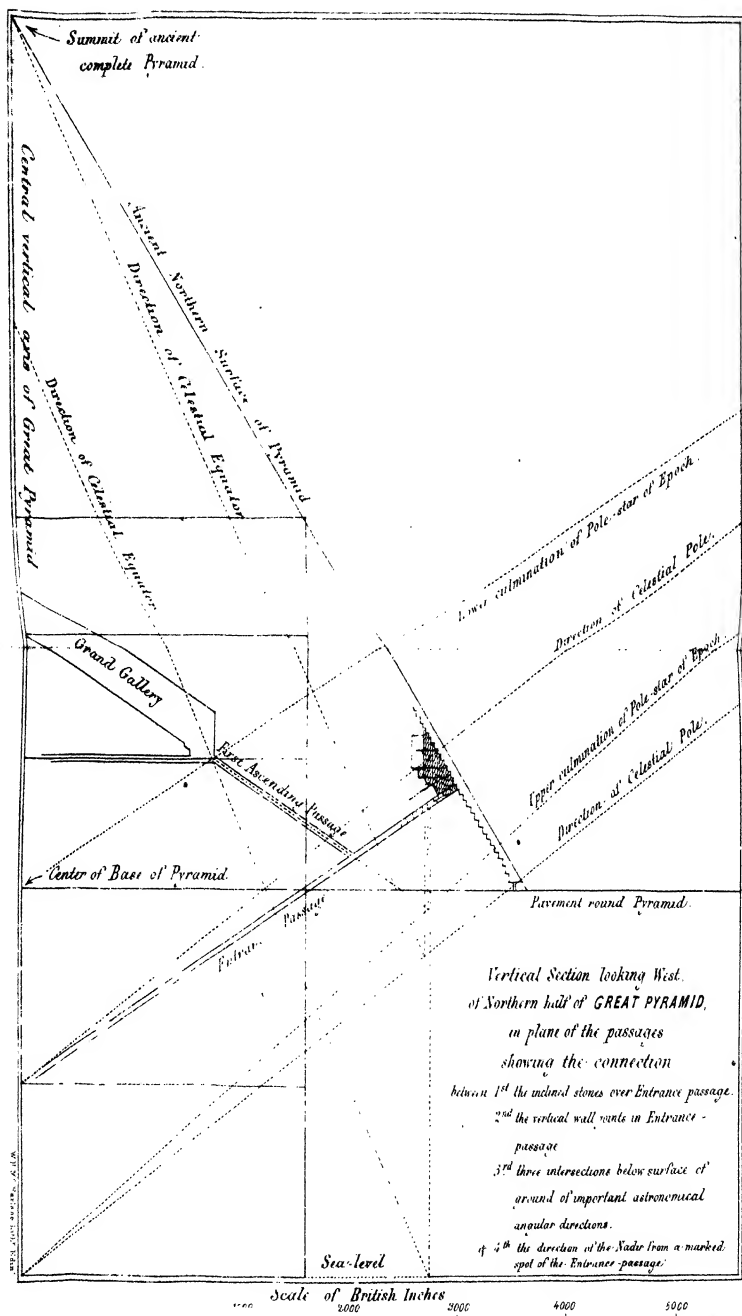 Summit of ancient
complete Pyramid.
Central vertical axis of Great Pyramid
Ancient Northern Surface of Pyramid
Direction of Celestial Equator
Direction of Celestial Equator
Lower culmination of Pole-star of Epoch.
Direction of Celestial Pole.
Grand Gallery
Upper culmination of Pole-star of Epoch
First Ascending Passage
Direction of Celestial Pole.
Center of Base of Pyramid.
Pavement round Pyramid.
Passage
Vertical Section looking West.
of Northern half of GREAT PYRAMID,
in plane of the passages
showing the connection
between 1st the inclined stones over Entrance passage.
2nd the vertical wall joints in Entrance-
passage
3rd three intersections below surface of
ground of important astronomical
angular directions.
& 4th the direction of the Nadir from a marked
spot of the Entrance-passage
Sea-level
Scale of British Inches
2000 3000 4000 5000